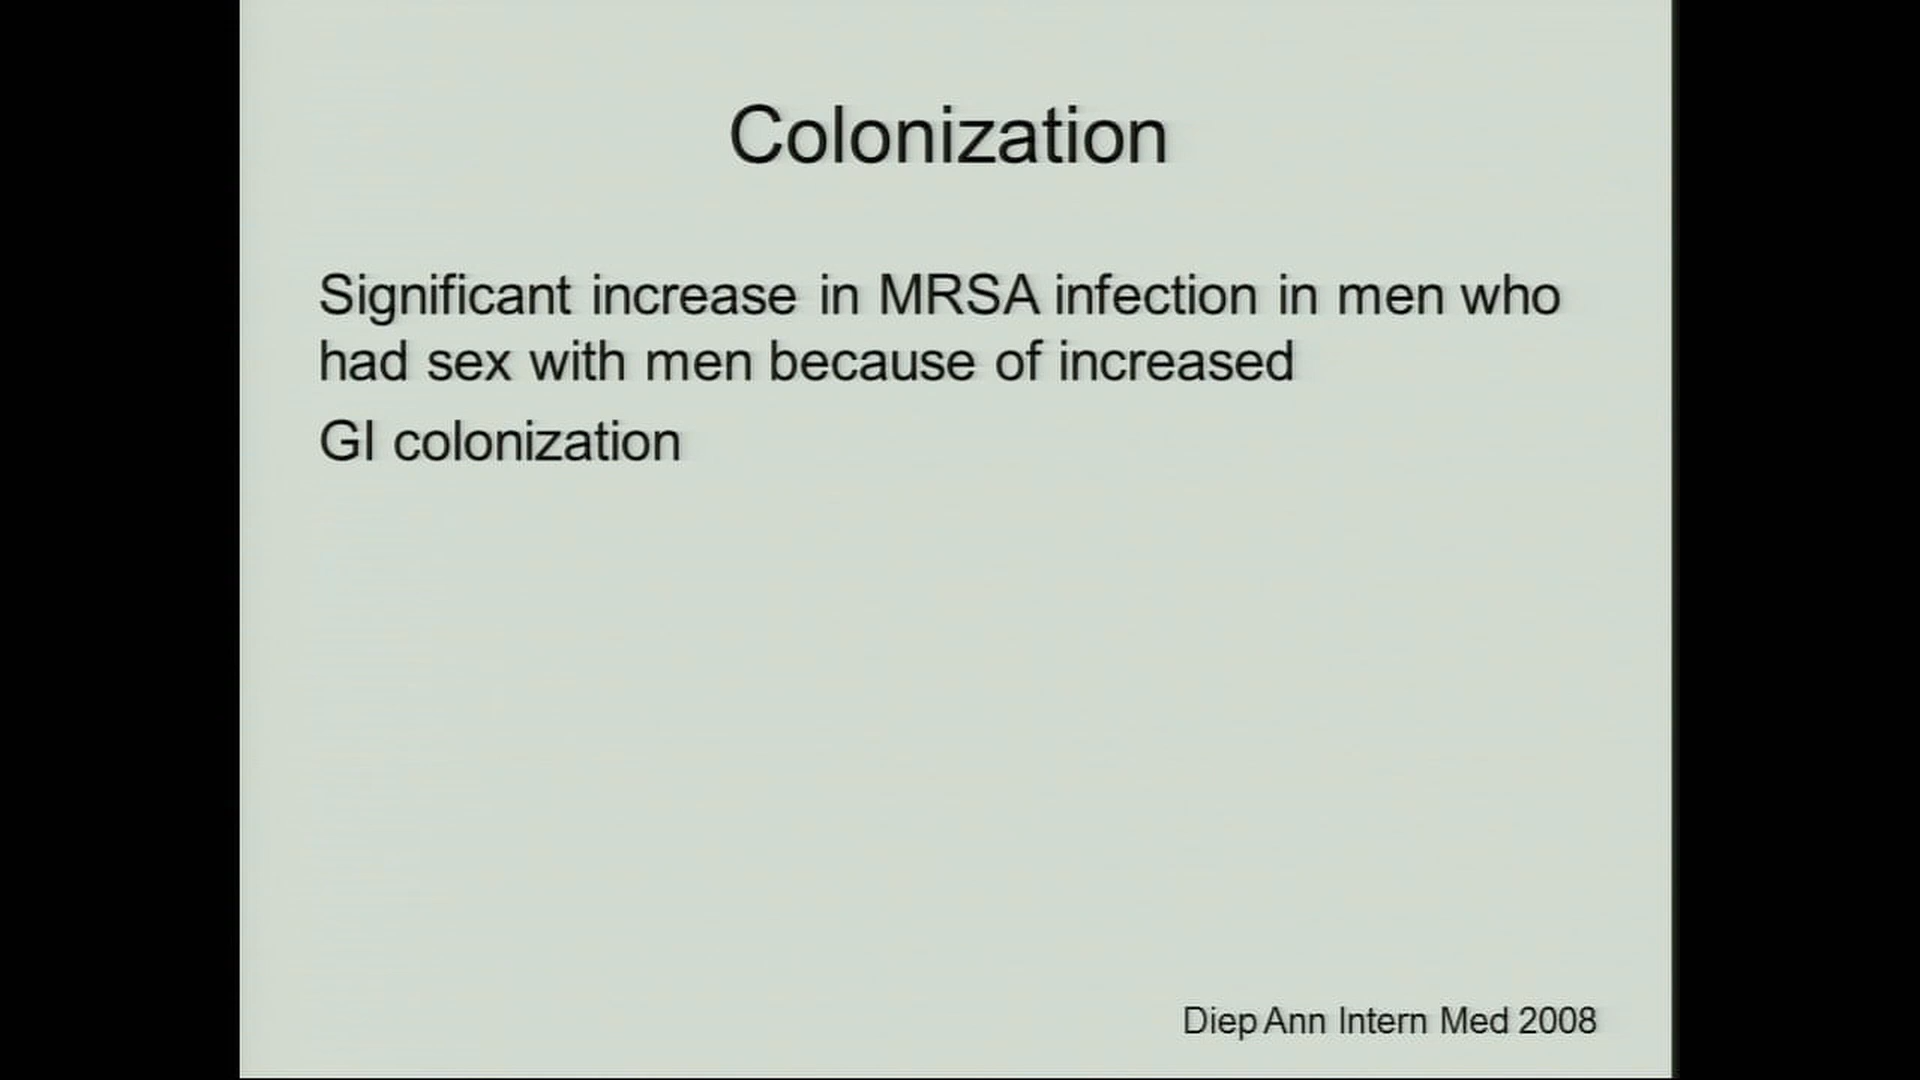 Colonization
Significant increase in MRSA infection in men who
had sex with men because of increased
GI colonization
Diep Ann Intern Med 2008